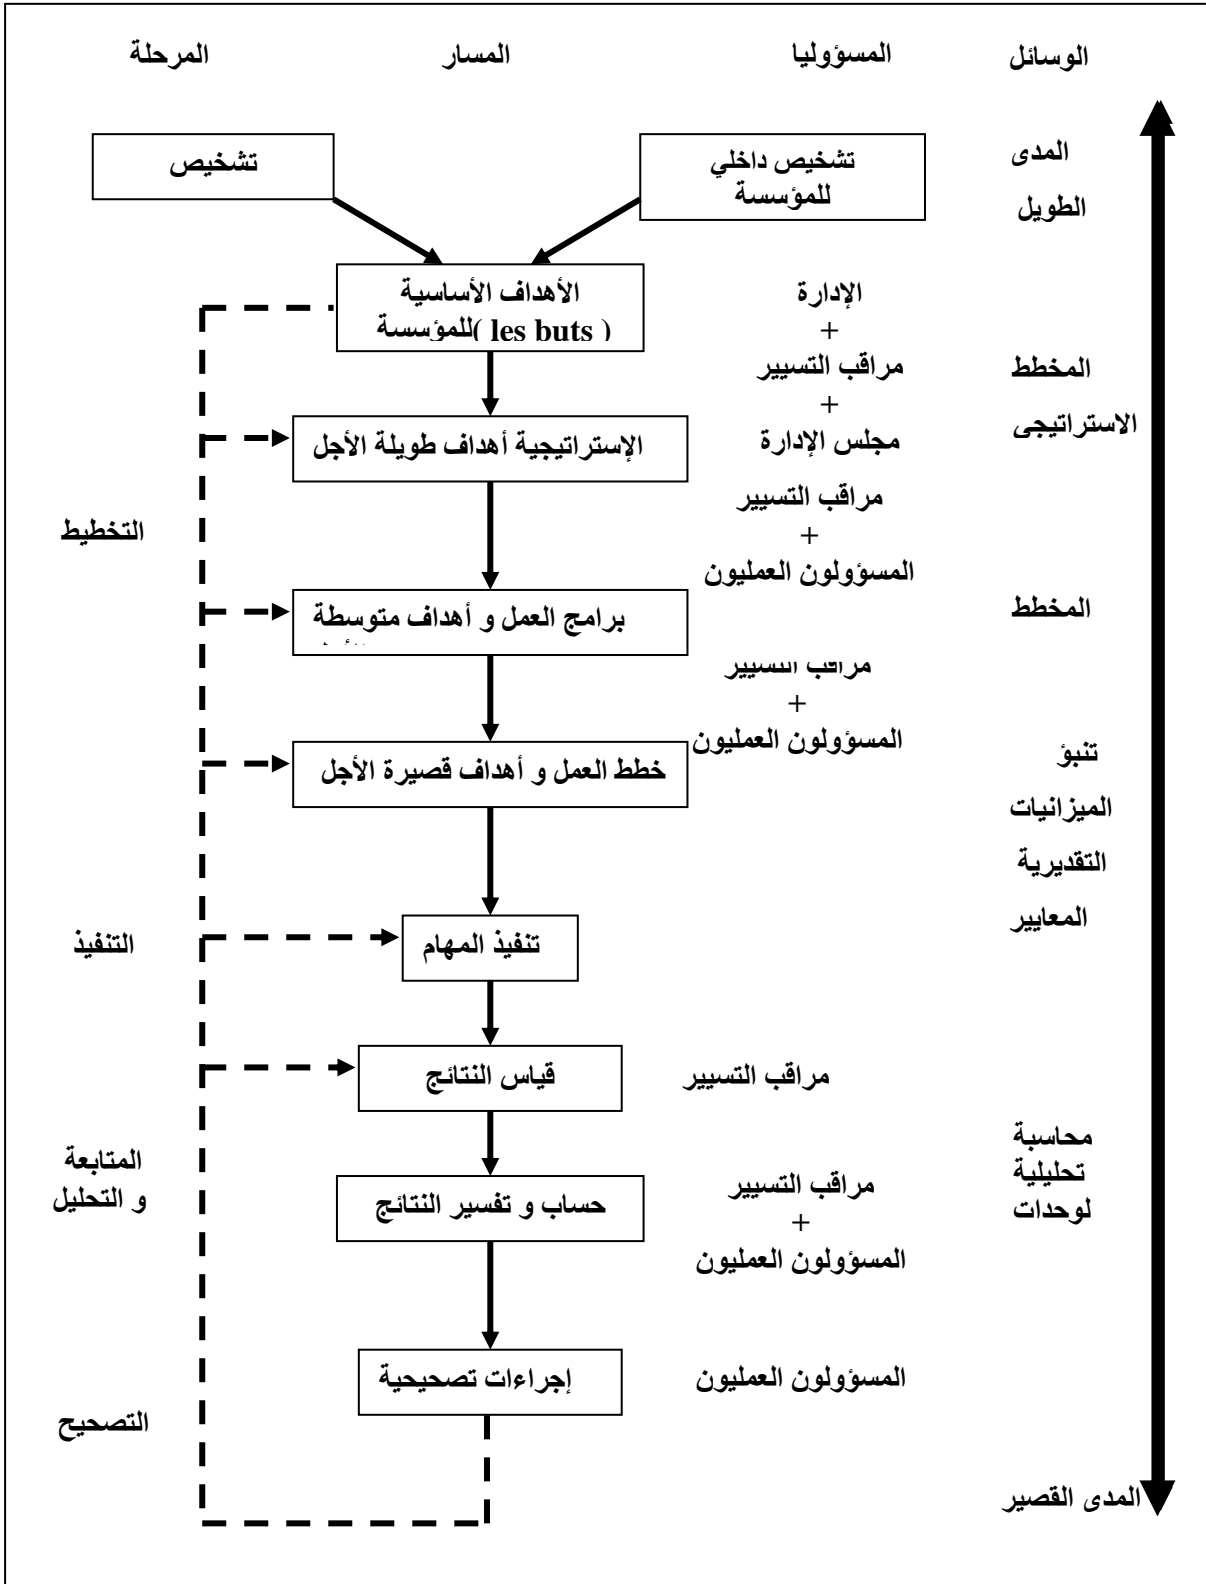 الوسائل
المسؤوليا
المسار
المرحلة
المدى
الطويل
تشخيص داخلي
للمؤسسة
تشخيص
الأهداف الأساسية
للمؤسسة( les buts )
الإدارة
+
مراقب التسيير
+
مجلس الإدارة
المخطط
الاستراتيجي
الإستراتيجية أهداف طويلة الأجل
مراقب التسيير
+
المسؤولون العمليون
التخطيط
المخطط
برامج العمل و أهداف متوسطة
مراقب التسيير
+
المسؤولون العمليون
خطط العمل و أهداف قصيرة الأجل
تنبؤ
الميزانيات
التقديرية
المعايير
تنفيذ المهام
التنفيذ
قياس النتائج
مراقب التسيير
محاسبة
تحليلية
لوحدات
مراقب التسيير
+
المسؤولون العمليون
حساب و تفسير النتائج
المتابعة
و التحليل
المسؤولون العمليون
إجراءات تصحيحية
التصحيح
المدى القصير